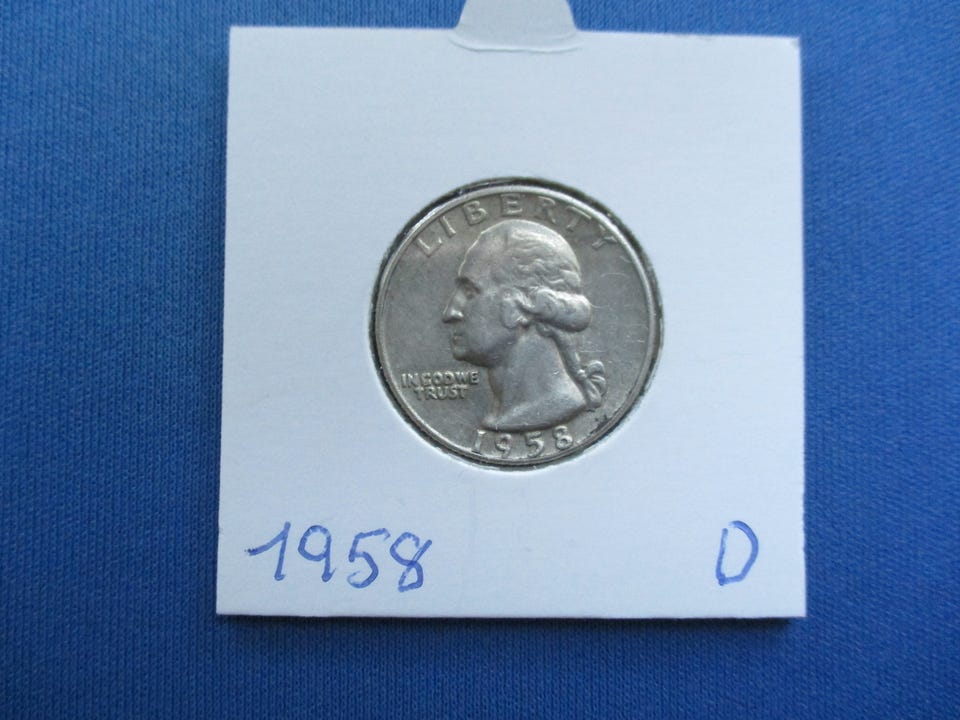 LIBERTY
IN GOD WE
TRUST
1958
1958 D